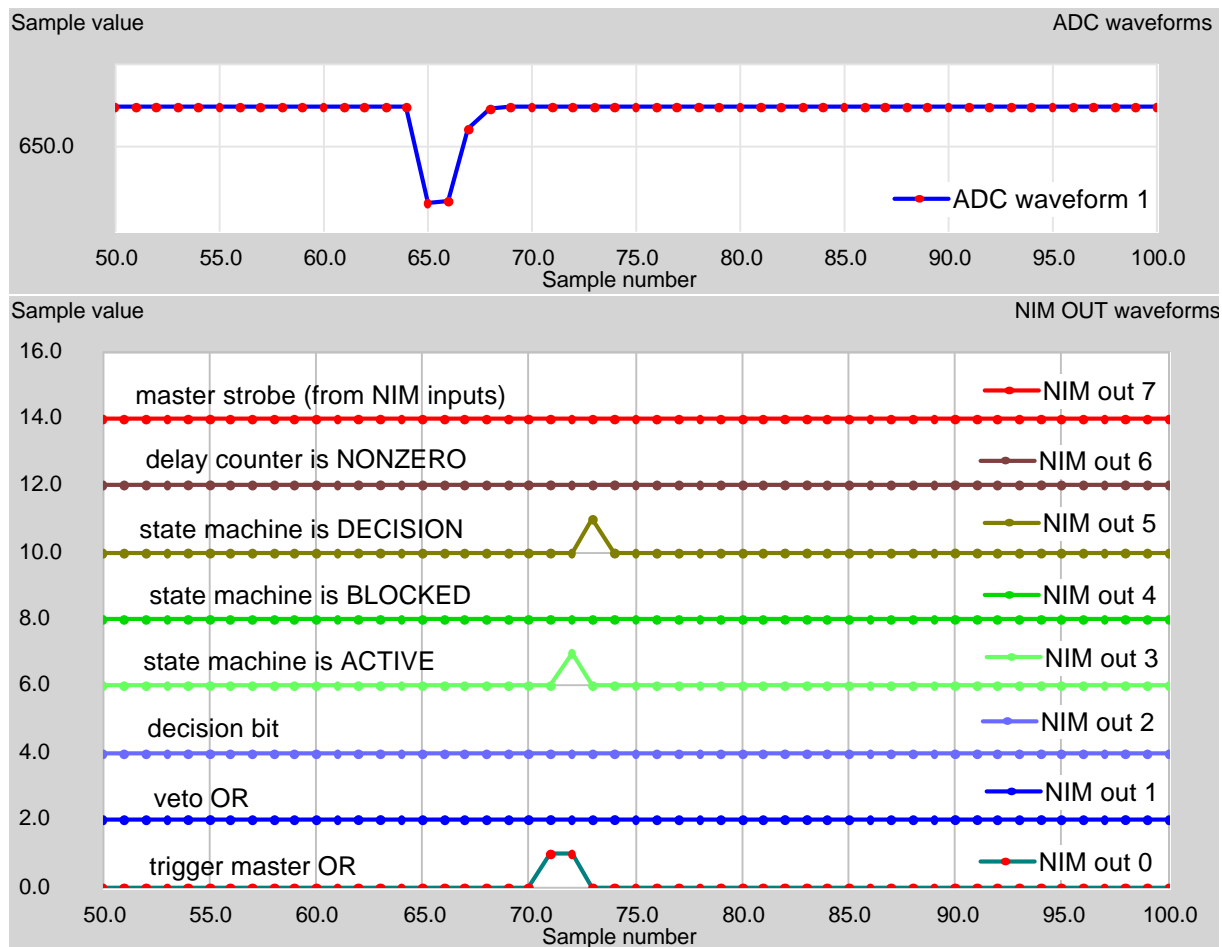 Sample value
ADC waveforms
650.0
ADC waveform 1
50.0 55.0 60.0 65.0 70.0 75.0 80.0 85.0 90.0 95.0 100.0
Sample number
Sample value
NIM OUT waveforms
16.0
master strobe (from NIM inputs)
NIM out 7
14.0
delay counter is NONZERO
NIM out 6
12.0
state machine is DECISION
NIM out 5
10.0
state machine is BLOCKED
NIM out 4
8.0
state machine is ACTIVE
NIM out 3
6.0
decision bit
NIM out 2
4.0
veto OR
NIM out 1
2.0
trigger master OR
NIM out 0
0.0
50.0 55.0 60.0 65.0 70.0 75.0 80.0 85.0 90.0 95.0 100.0
Sample number